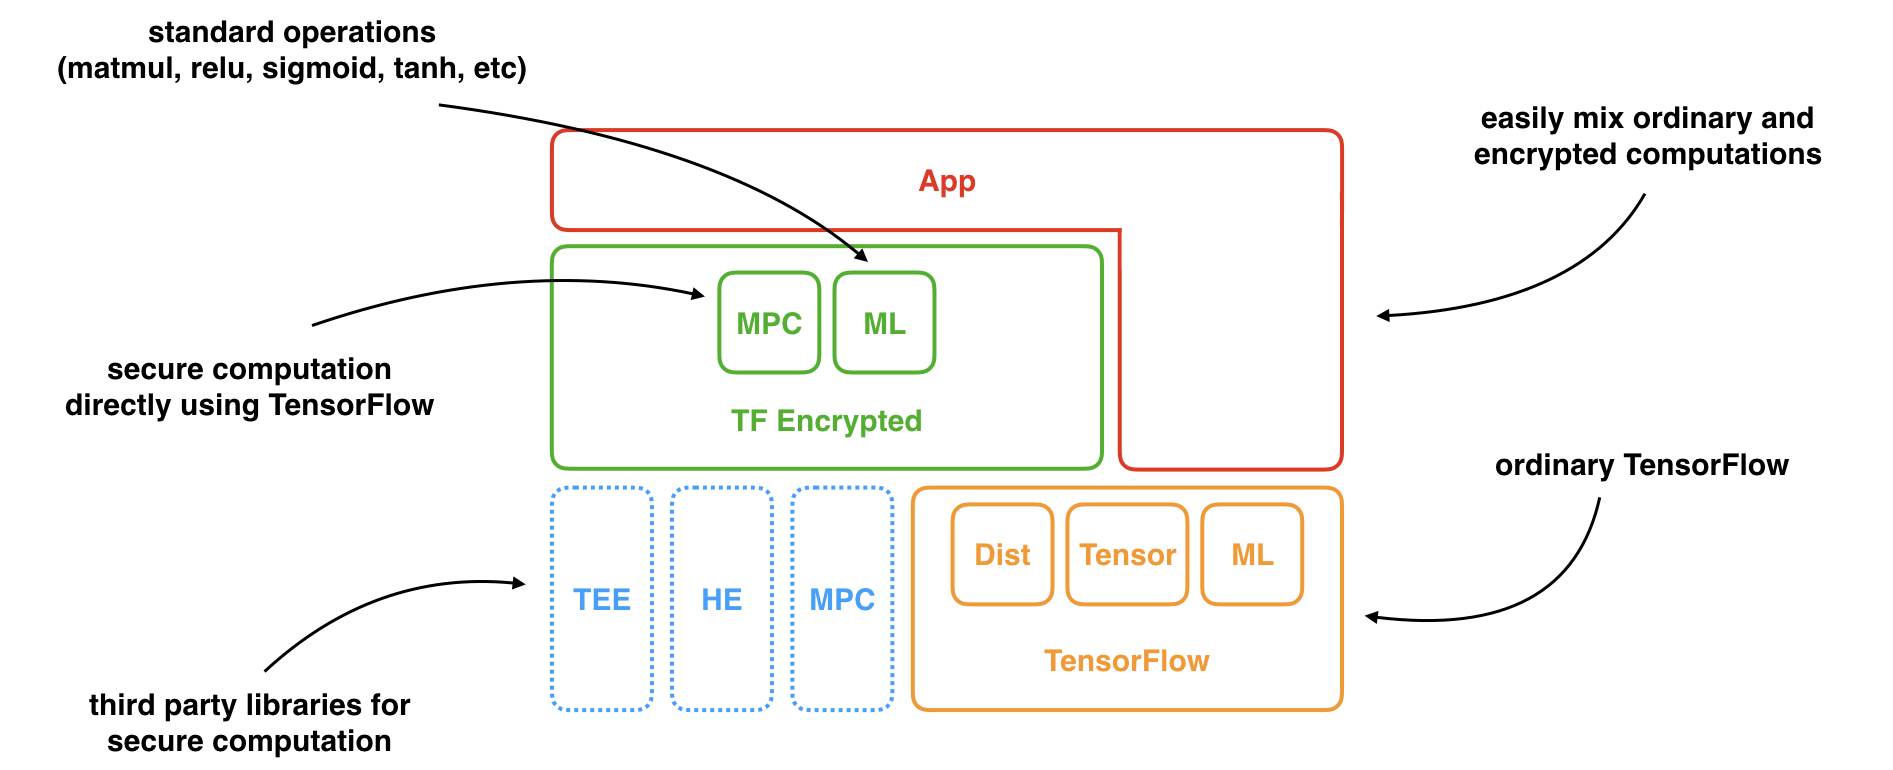 standard operations
(matmul, relu, sigmoid, tanh, etc)
easily mix ordinary and
encrypted computations
App
MPC
ML
TF Encrypted
secure computation
directly using TensorFlow
ordinary TensorFlow
TEE
HE
MPC
Dist
Tensor
ML
TensorFlow
third party libraries for
secure computation